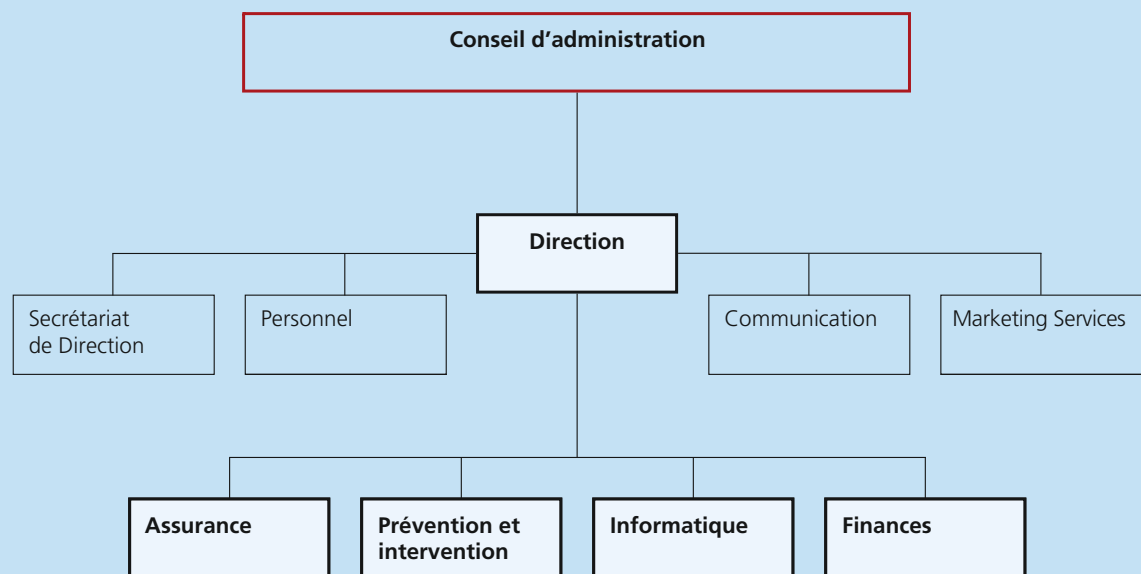 Conseil d'administration
Direction
Secrétariat
de Direction
Personnel
Communication
Marketing Services
Assurance
Prévention et
intervention
Informatique
Finances